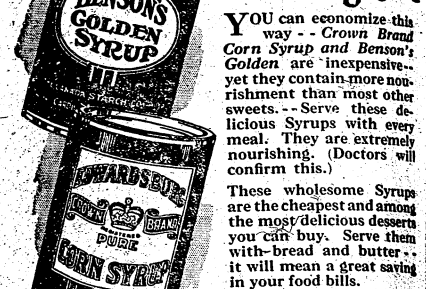 BENSON'S
GOLDEN
SYRUP
EDWARDSBURG
CROWN BRAND
PURE
CORN SYRUP
YOU can economize this
way - - Crown Brand
Corn Syrup and Benson's
Golden are inexpensive--
yet they contain more nou-
rishment than most other
sweets. -- Serve these de-
licious Syrups with every
meal. They are extremely
nourishing. (Doctors will
confirm this.)
These wholesome Syrups
are the cheapest and among
the most delicious desserts
you can buy. Serve them
with bread and butter --
it will mean a great saving
in your food bills.